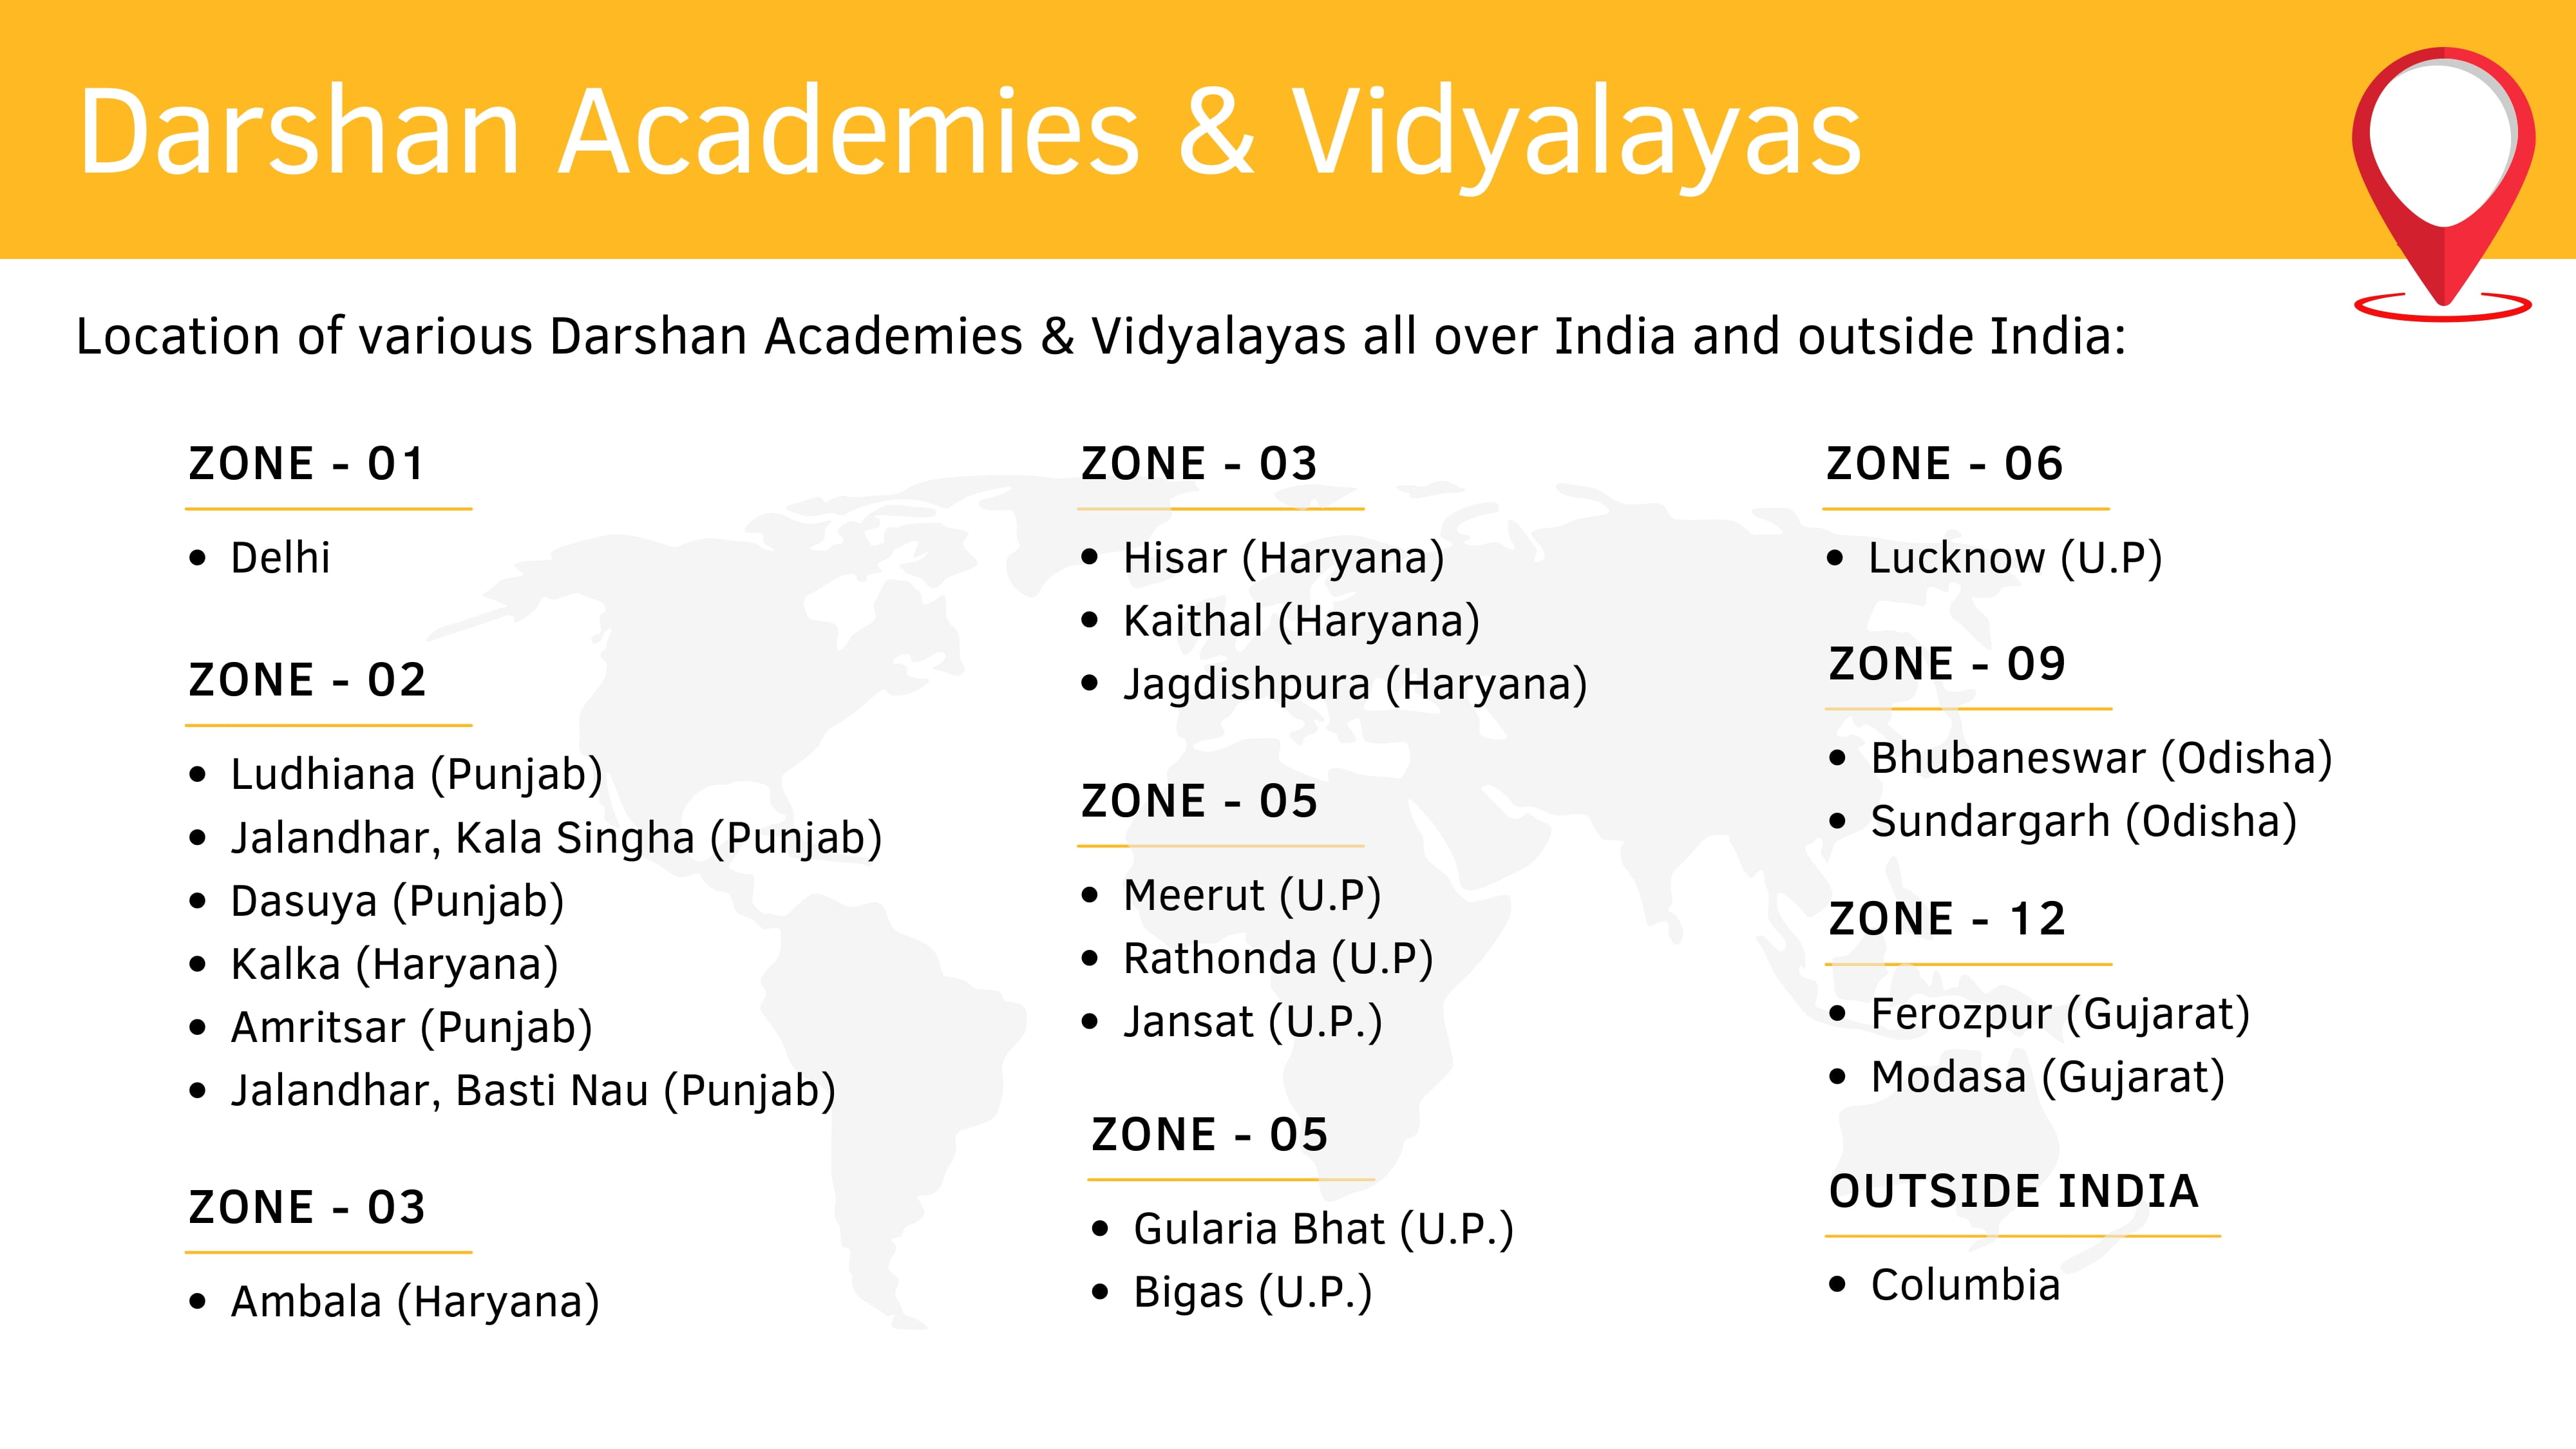 Darshan Academies & Vidyalayas
Location of various Darshan Academies & Vidyalayas all over India and outside India:
ZONE - 01
• Delhi
ZONE - 02
• Ludhiana (Punjab)
• Jalandhar, Kala Singha (Punjab)
• Dasuya (Punjab)
• Kalka (Haryana)
• Amritsar (Punjab)
• Jalandhar, Basti Nau (Punjab)
ZONE - 03
• Ambala (Haryana)
ZONE - 03
• Hisar (Haryana)
• Kaithal (Haryana)
• Jagdishpura (Haryana)
ZONE - 05
• Meerut (U.P)
• Rathonda (U.P)
• Jansat (U.P.)
ZONE - 05
• Gularia Bhat (U.P.)
• Bigas (U.P.)
ZONE - 06
• Lucknow (U.P)
ZONE - 09
• Bhubaneswar (Odisha)
• Sundargarh (Odisha)
ZONE - 12
• Ferozpur (Gujarat)
• Modasa (Gujarat)
OUTSIDE INDIA
• Columbia